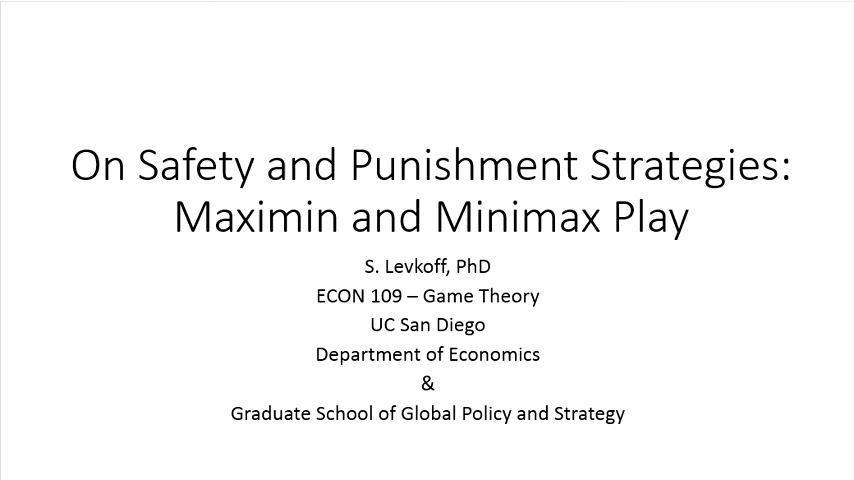 On Safety and Punishment Strategies:
Maximin and Minimax Play
S. Levkoff, PhD
ECON 109 – Game Theory
UC San Diego
Department of Economics
&
Graduate School of Global Policy and Strategy